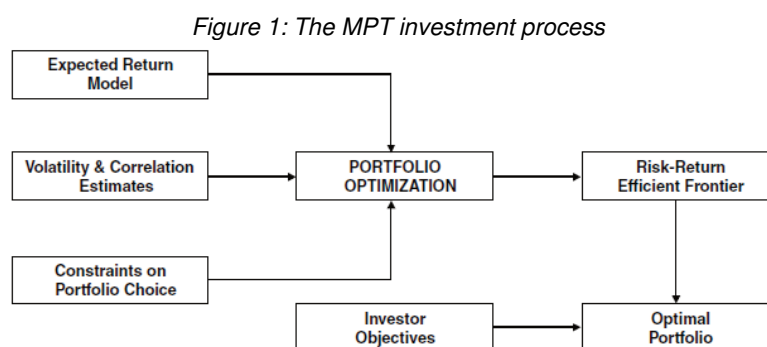 Figure 1: The MPT investment process
Expected Return
Model
Volatility & Correlation
Estimates
PORTFOLIO
OPTIMIZATION
Risk-Return
Efficient Frontier
Constraints on
Portfolio Choice
Investor
Objectives
Optimal
Portfolio